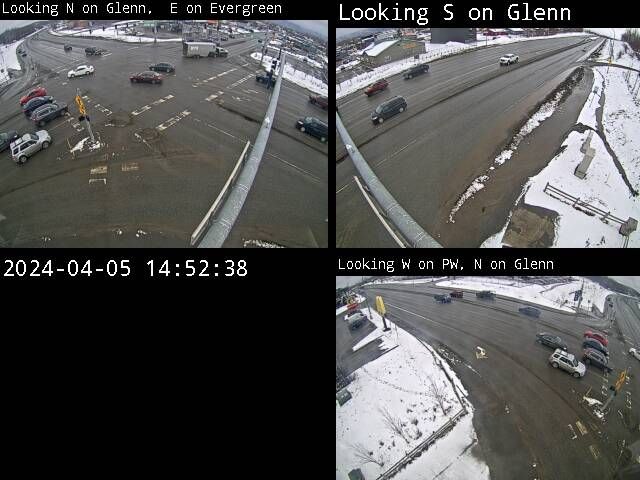 Looking N on Glenn,  E on Evergreen
Looking S on Glenn
2024-04-05 14:52:38
Looking W on PW, N on Glenn